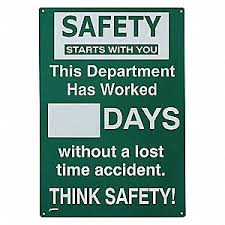 SAFETY
STARTS WITH YOU
This Department
Has Worked
DAYS
without a lost
time accident.
THINK SAFETY!